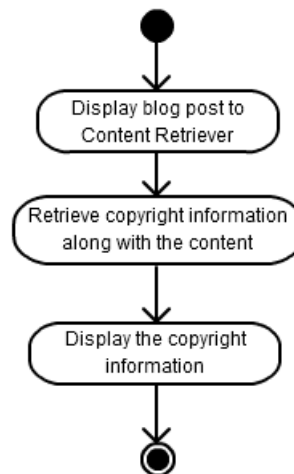 Display blog post to
Content Retriever
Retrieve copyright information
along with the content
Display the copyright
information